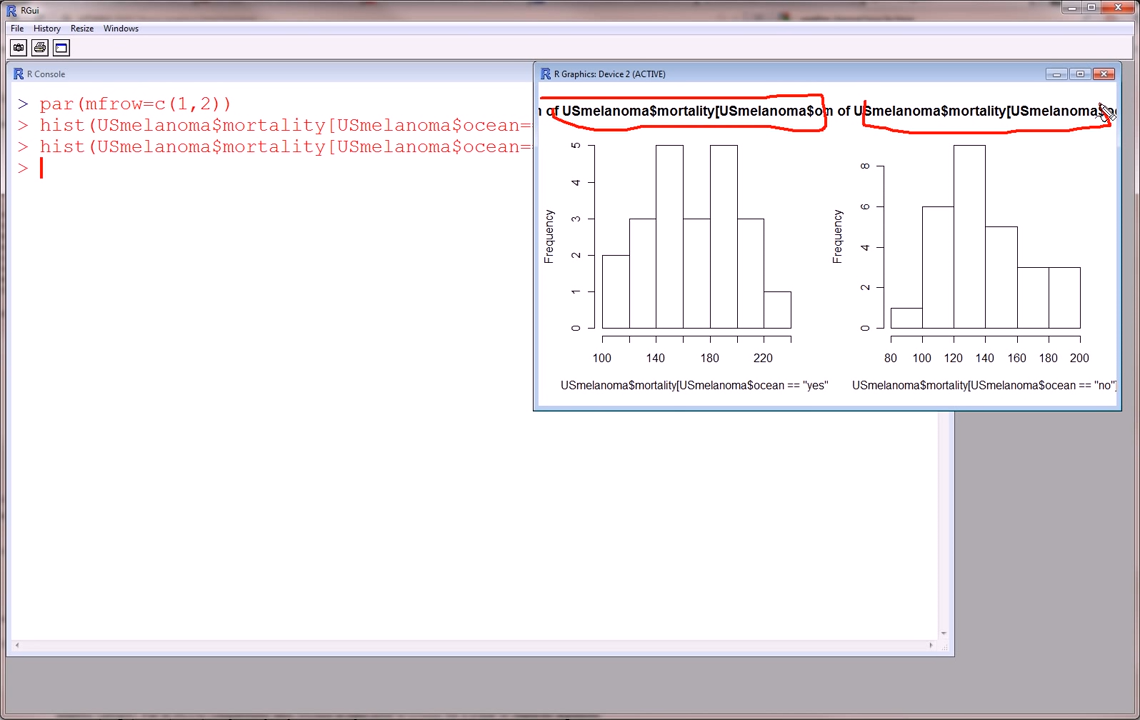 RGui
File History Resize Windows
R Console
> par(mfrow=c(1,2))
> hist(USmelanoma$mortality[USmelanoma$ocean=
> hist(USmelanoma$mortality[USmelanoma$ocean=
>
R Graphics: Device 2 (ACTIVE)
of USmelanoma$mortality[USmelanoma$o
m of USmelanoma$mortality[USmelanoma$
Frequency
5
4
3
2
1
0
100 140 180 220
USmelanoma$mortality[USmelanoma$ocean == "yes"
Frequency
8
6
4
2
0
80 100 120 140 160 180 200
USmelanoma$mortality[USmelanoma$ocean == "no"]